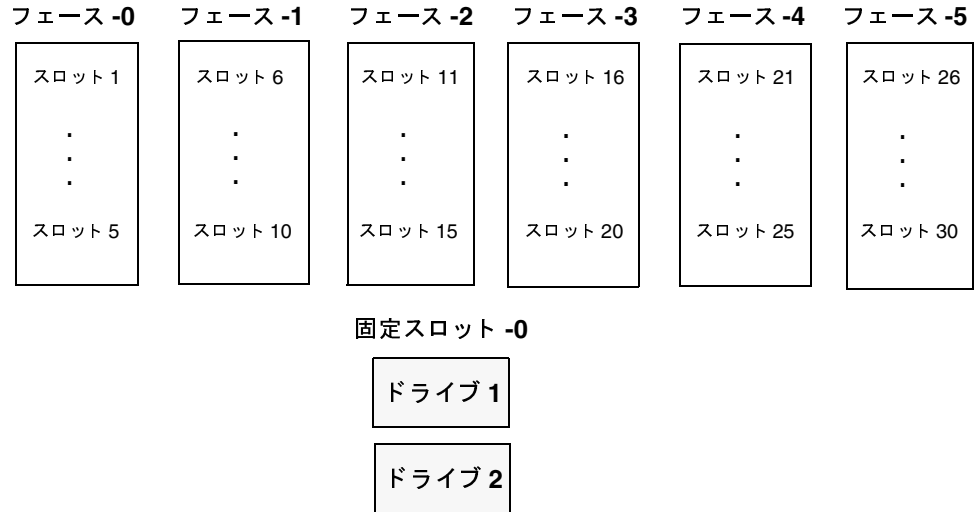 フェース -0 フェース -1 フェース -2 フェース -3 フェース -4 フェース -5
スロット 1 スロット 6 スロット 11 スロット 16 スロット 21 スロット 26
スロット 5 スロット 10 スロット 15 スロット 20 スロット 25 スロット 30
固定スロット -0
ドライブ 1
ドライブ 2